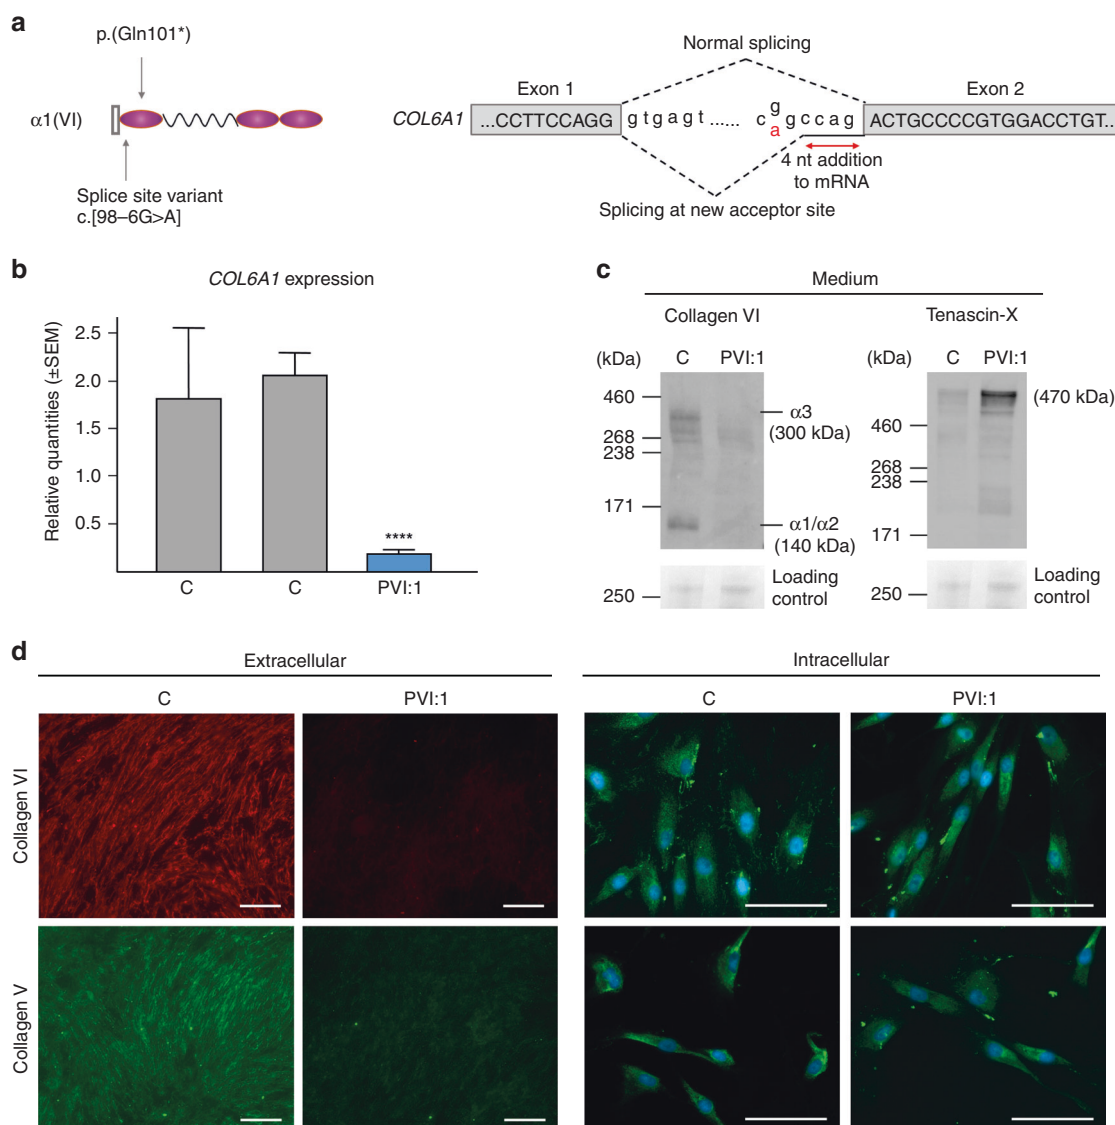 a
p.(Gln101*)
α1(VI)
Splice site variant
c.[98–6G>A]
Normal splicing
Exon 1
Exon 2
COL6A1
...CCTTCCAGG
g t g a g t ...... c g g c c a g
a
ACTGCCCCGTGGACCTGT...
4 nt addition
to mRNA
Splicing at new acceptor site
b
COL6A1 expression
Relative quantities (±SEM)
2.5
2.0
1.5
1.0
0.5
****
C
C
PVI:1
c
Medium
Collagen VI
Tenascin-X
(kDa)
C
PVI:1
460
268
238
171
α3
(300 kDa)
α1/α2
(140 kDa)
250
Loading
control
(kDa)
C
PVI:1
(470 kDa)
460
268
238
171
250
Loading
control
d
Extracellular
Intracellular
C
PVI:1
C
PVI:1
Collagen VI
Collagen V